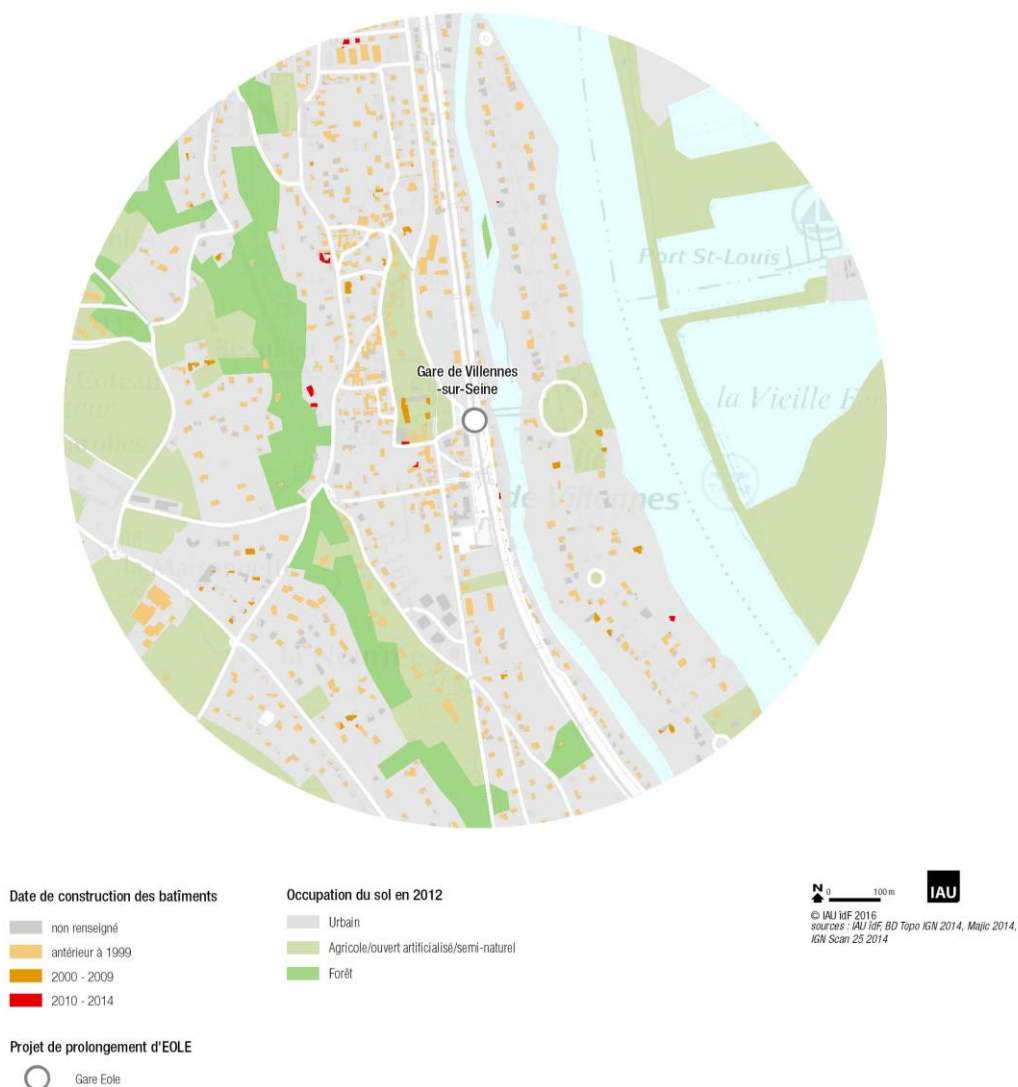 Port St-Louis
Gare de Villennes
-sur-Seine
Coteau
la Vieille
de Villennes
Date de construction des batîments
non renseigné
antérieur à 1999
2000 - 2009
2010 - 2014
Projet de prolongement d'EOLE
Gare Eole
Occupation du sol en 2012
Urbain
Agricole/ouvert artificialisé/semi-naturel
Forêt
N 0 100 m
IAU
© IAU îdF 2016
sources : IAU îdF, BD Topo IGN 2014, Majic 2014,
IGN Scan 25 2014